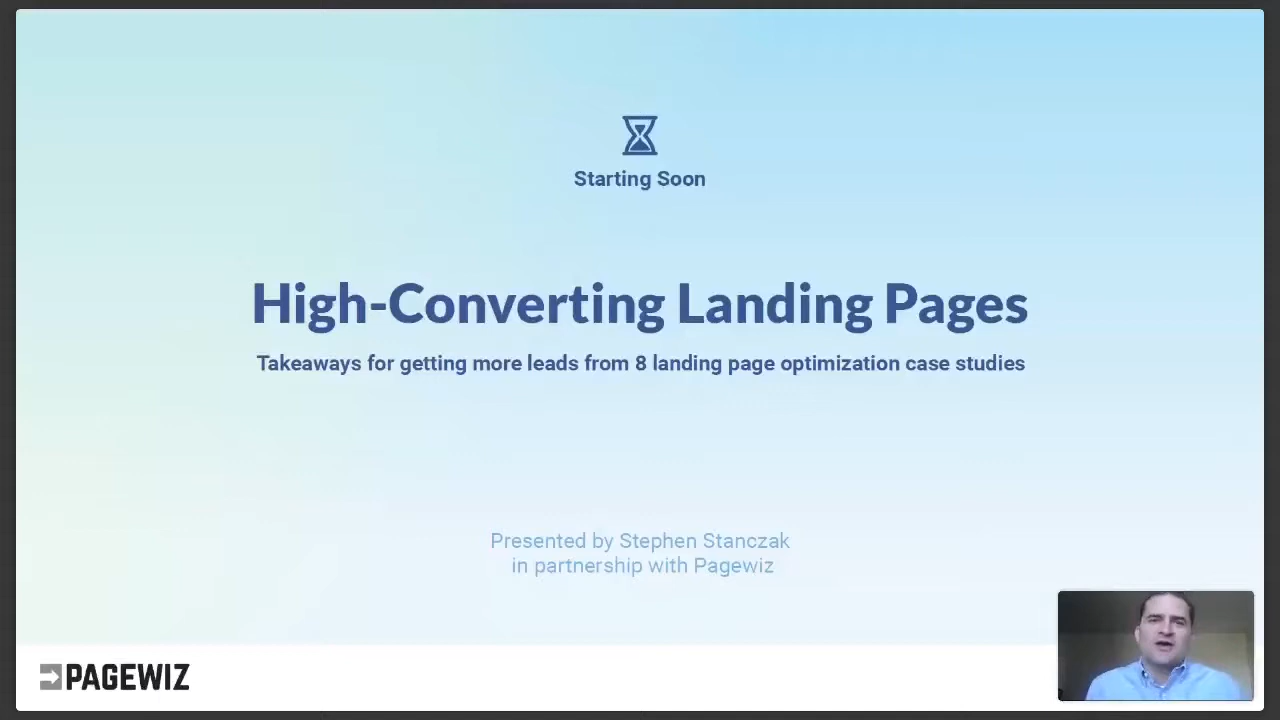 Starting Soon
High-Converting Landing Pages
Takeaways for getting more leads from 8 landing page optimization case studies
Presented by Stephen Stanczak
in partnership with Pagewiz
PAGEWIZ